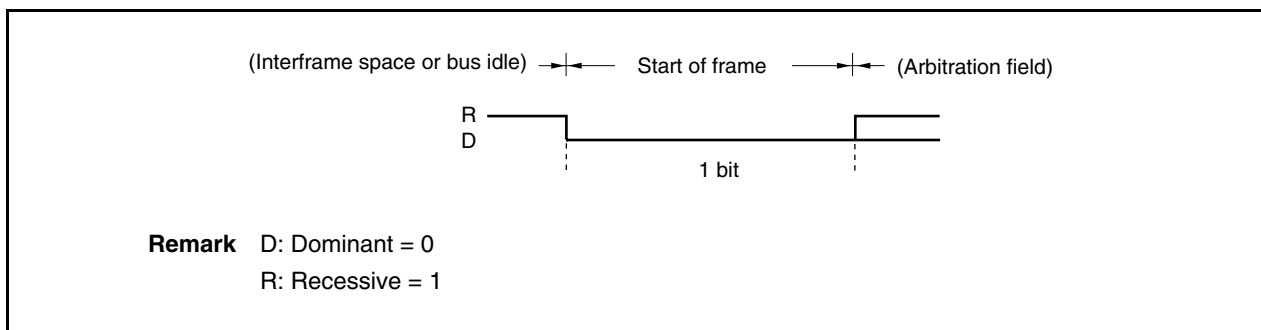 (Interframe space or bus idle) Start of frame (Arbitration field)
R
D
1 bit
Remark D: Dominant = 0
R: Recessive = 1